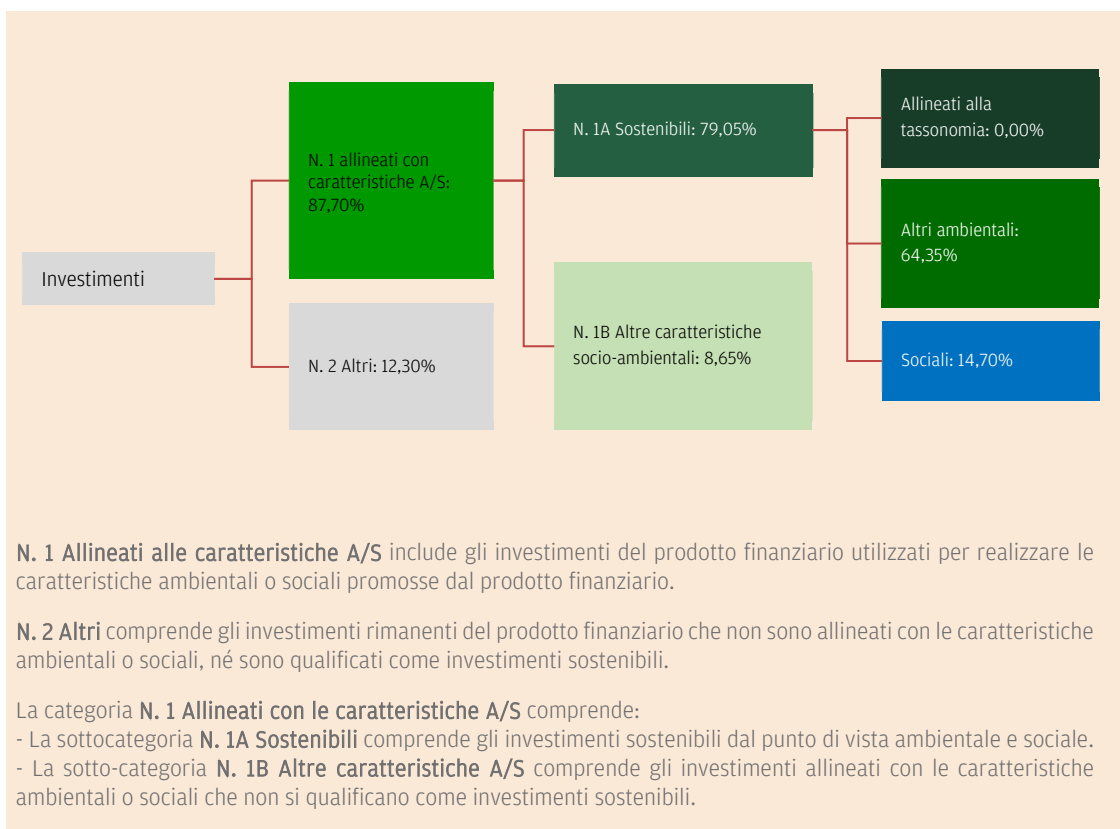 Investimenti
N. 1 allineati con
caratteristiche A/S:
87,70%
N. 2 Altri: 12,30%
N. 1A Sostenibili: 79,05%
N. 1B Altre caratteristiche
socio-ambientali: 8,65%
Allineati alla
tassonomia: 0,00%
Altri ambientali:
64,35%
Sociali: 14,70%
N. 1 Allineati alle caratteristiche A/S include gli investimenti del prodotto finanziario utilizzati per realizzare le
caratteristiche ambientali o sociali promosse dal prodotto finanziario.
N. 2 Altri comprende gli investimenti rimanenti del prodotto finanziario che non sono allineati con le caratteristiche
ambientali o sociali, né sono qualificati come investimenti sostenibili.
La categoria N. 1 Allineati con le caratteristiche A/S comprende:
- La sottocategoria N. 1A Sostenibili comprende gli investimenti sostenibili dal punto di vista ambientale e sociale.
- La sotto-categoria N. 1B Altre caratteristiche A/S comprende gli investimenti allineati con le caratteristiche
ambientali o sociali che non si qualificano come investimenti sostenibili.